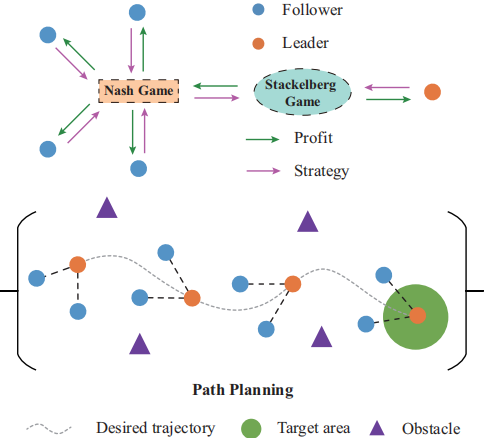 Follower
Leader
Nash Game
Stackelberg
Game
Profit
Strategy
Path Planning
Desired trajectory
Target area
Obstacle